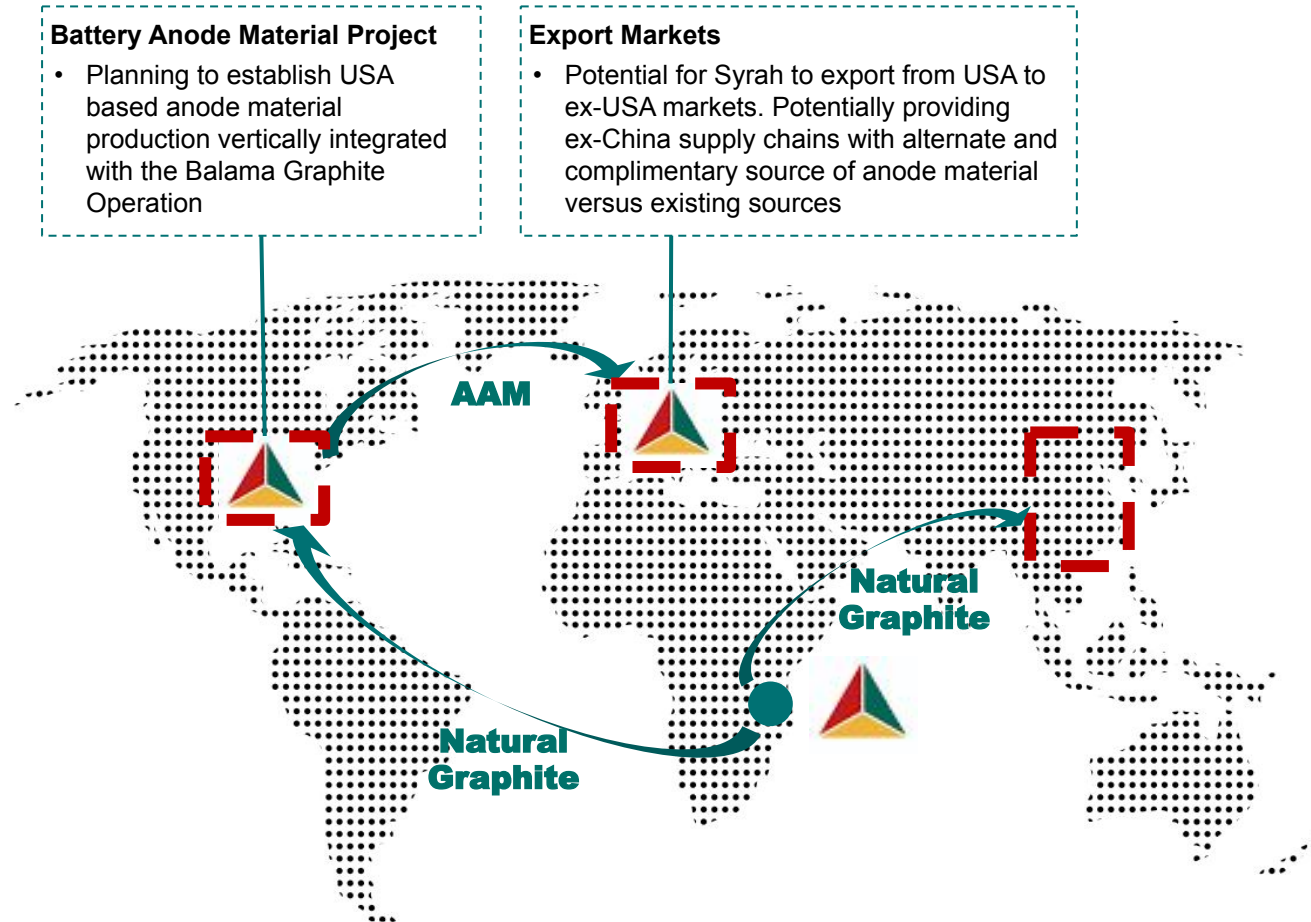 Battery Anode Material Project
• Planning to establish USA
based anode material
production vertically integrated
with the Balama Graphite
Operation
Export Markets
• Potential for Syrah to export from USA to
ex-USA markets. Potentially providing
ex-China supply chains with alternate and
complimentary source of anode material
versus existing sources
AAM
Natural
Graphite
Natural
Graphite